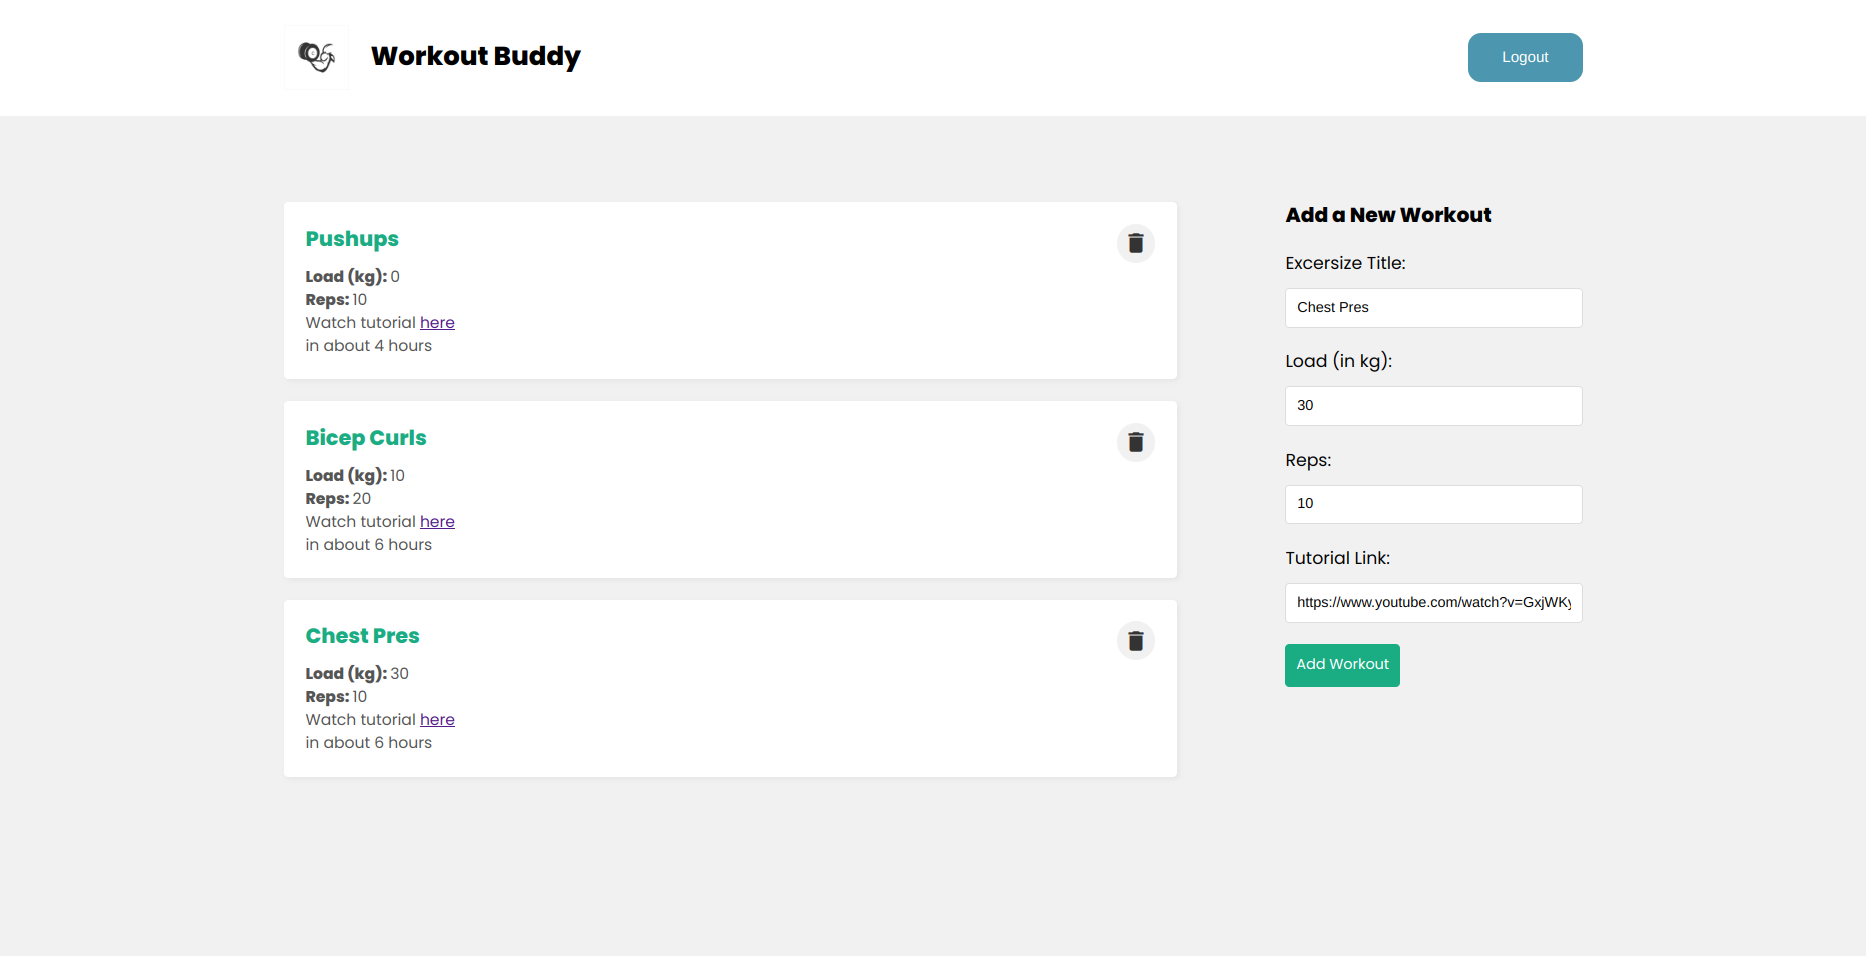 Workout Buddy
Logout
Pushups
Load (kg): 0
Reps: 10
Watch tutorial here
in about 4 hours
Bicep Curls
Load (kg): 10
Reps: 20
Watch tutorial here
in about 6 hours
Chest Pres
Load (kg): 30
Reps: 10
Watch tutorial here
in about 6 hours
Add a New Workout
Excersize Title:
Chest Pres
Load (in kg):
30
Reps:
10
Tutorial Link:
https://www.youtube.com/watch?v=GxjWKy
Add Workout